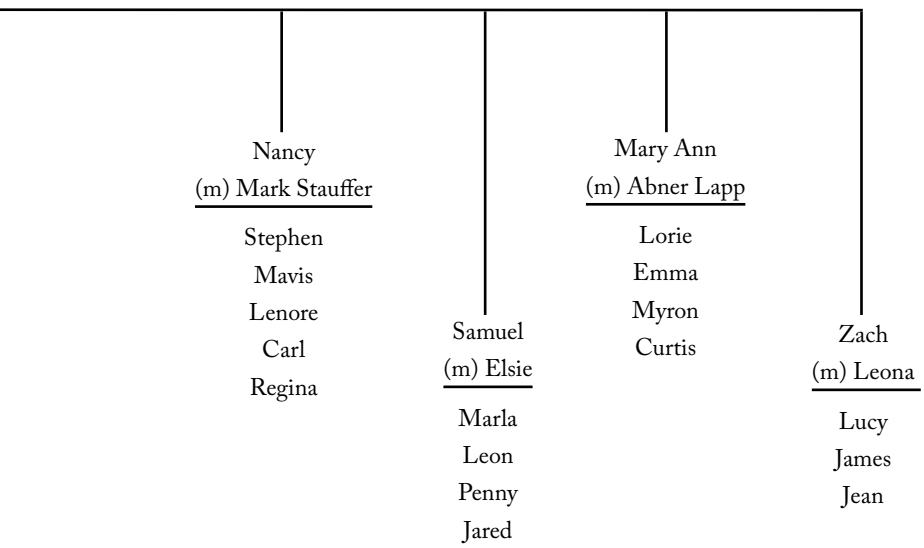 Nancy
(m) Mark Stauffer
Stephen
Mavis
Lenore
Carl
Regina
Samuel
(m) Elsie
Marla
Leon
Penny
Jared
Mary Ann
(m) Abner Lapp
Lorie
Emma
Myron
Curtis
Zach
(m) Leona
Lucy
James
Jean